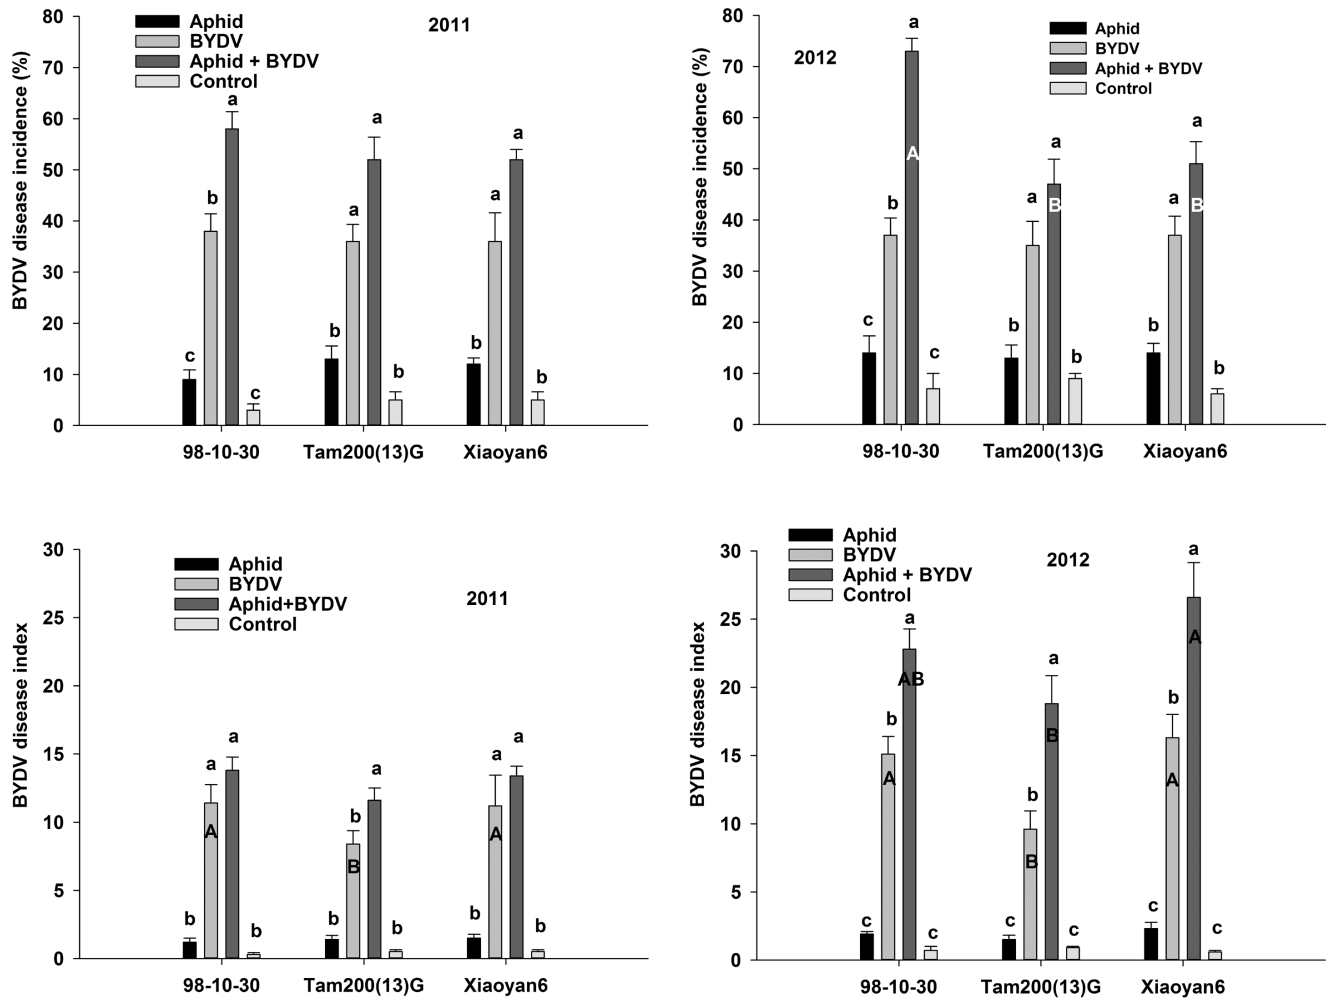 2011
Aphid
BYDV
Aphid + BYDV
Control
BYDV disease incidence (%)
80
70
60
50
40
30
20
10
0
c b a c
b a a b
b a a b
98-10-30 Tam200(13)G Xiaoyan6
2012
Aphid
BYDV
Aphid + BYDV
Control
BYDV disease incidence (%)
80
70
60
50
40
30
20
10
0
c b a c
A
b a a b
B
b a a b
B
98-10-30 Tam200(13)G Xiaoyan6
2011
Aphid
BYDV
Aphid+BYDV
Control
BYDV disease index
30
25
20
15
10
5
0
b a a b
A
b b a b
B
b a a b
A
98-10-30 Tam200(13)G Xiaoyan6
2012
Aphid
BYDV
Aphid + BYDV
Control
BYDV disease index
30
25
20
15
10
5
0
c b a c
A AB
c b a c
B B
c b a c
A A
98-10-30 Tam200(13)G Xiaoyan6